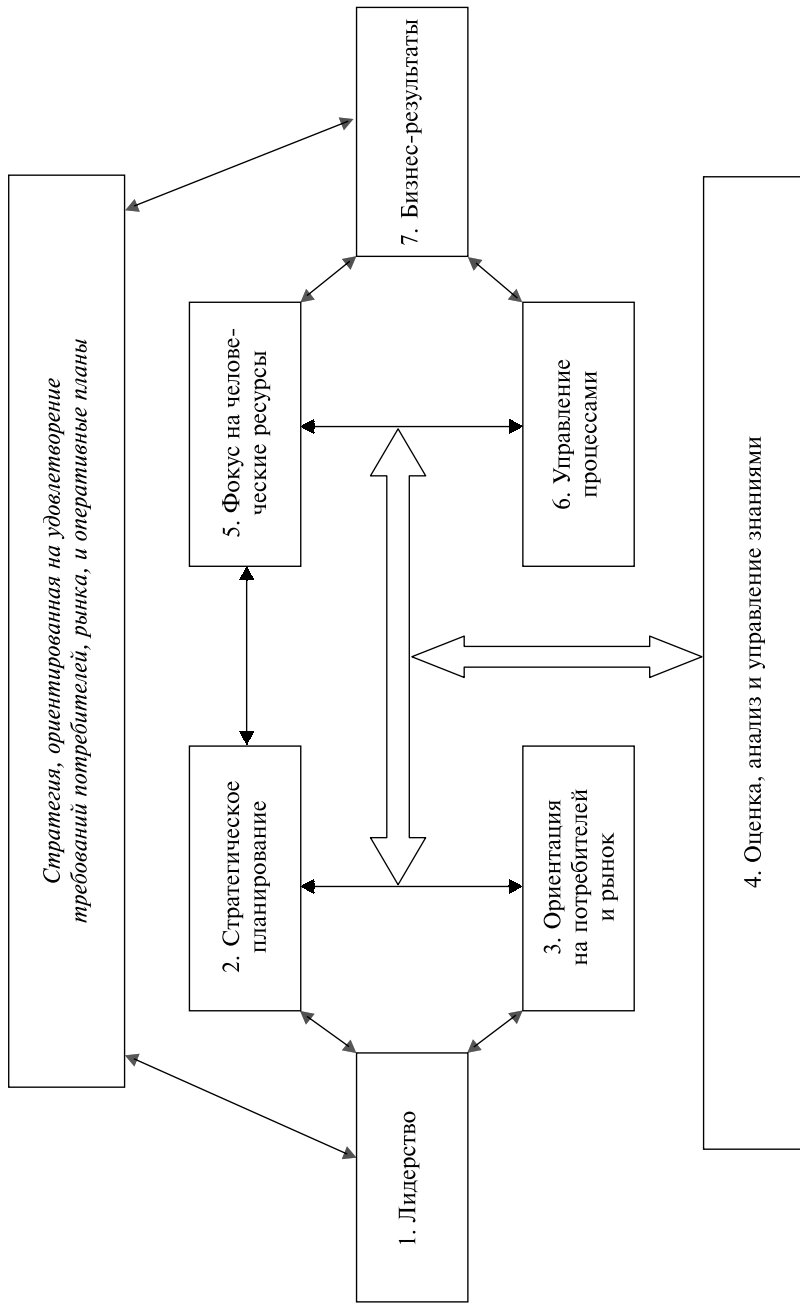 Стратегия, ориентированная на удовлетворение
требований потребителей, рынка, и оперативные планы
2. Стратегическое
планирование
5. Фокус на челове-
ческие ресурсы
1. Лидерство
7. Бизнес-результаты
3. Ориентация
на потребителей
и рынок
6. Управление
процессами
4. Оценка, анализ и управление знаниями